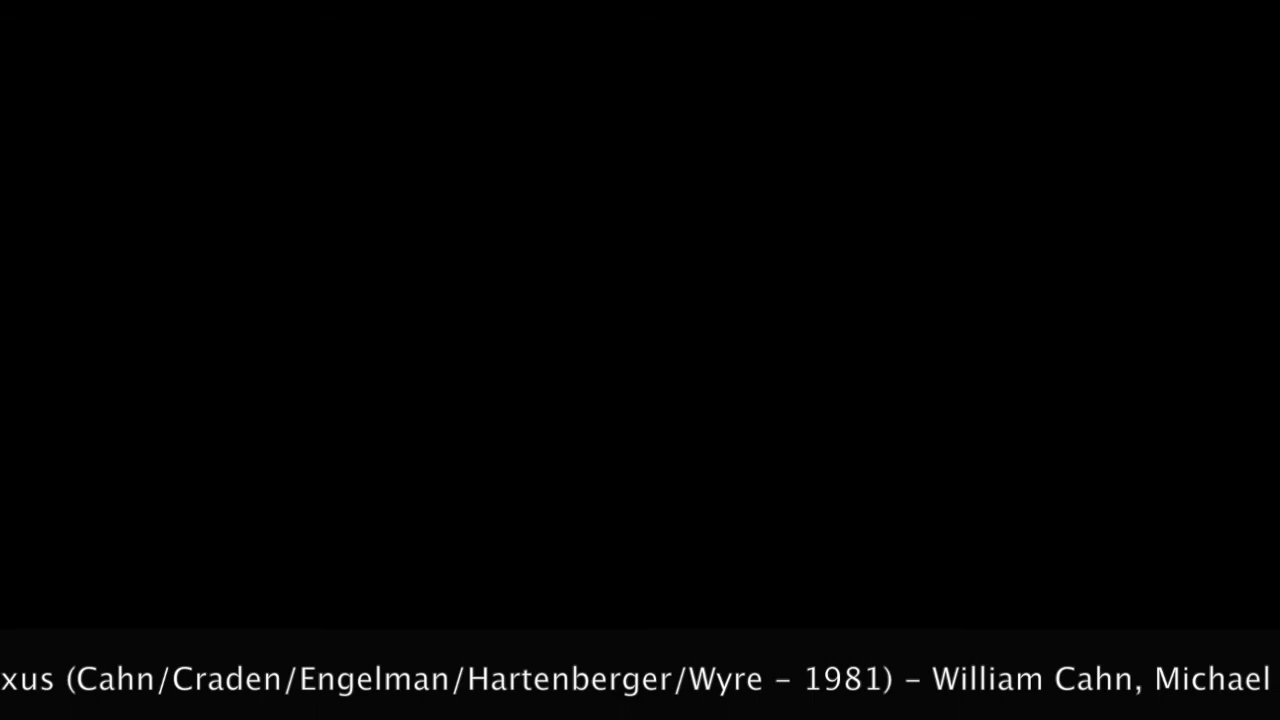 xus (Cahn/Craden/Engelman/Hartenberger/Wyre – 1981) – William Cahn, Michael